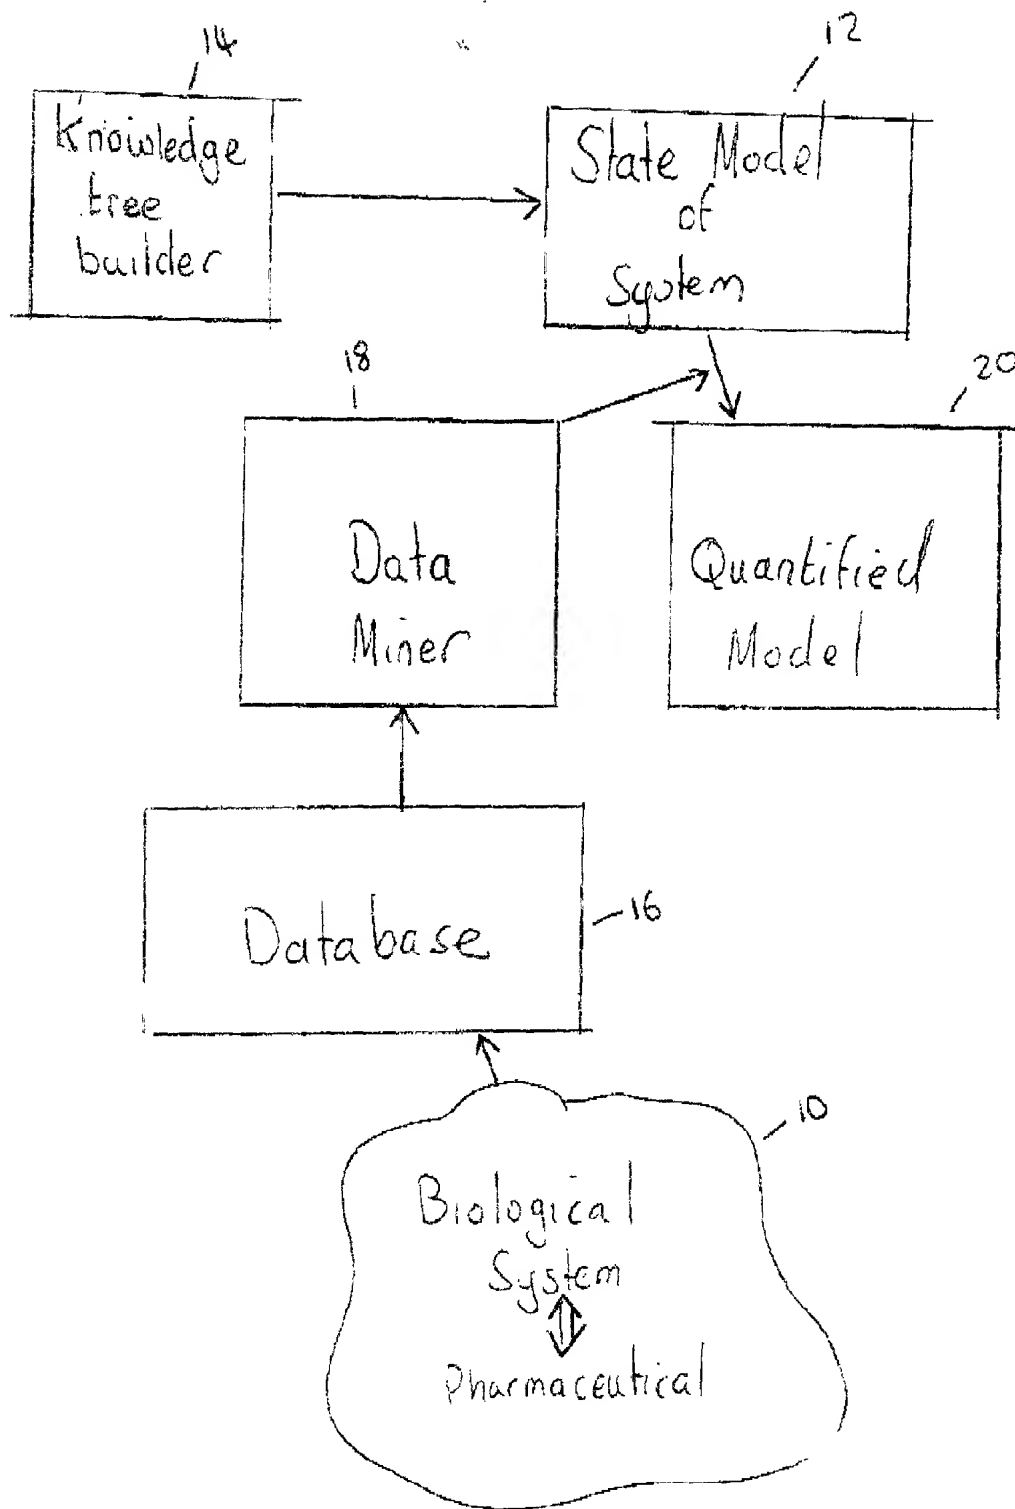 14
12
Knowledge
tree
builder
State Model
of
System
18
20
Data
Miner
Quantified
Model
Database
16
10
Biological
System
Pharmaceutical